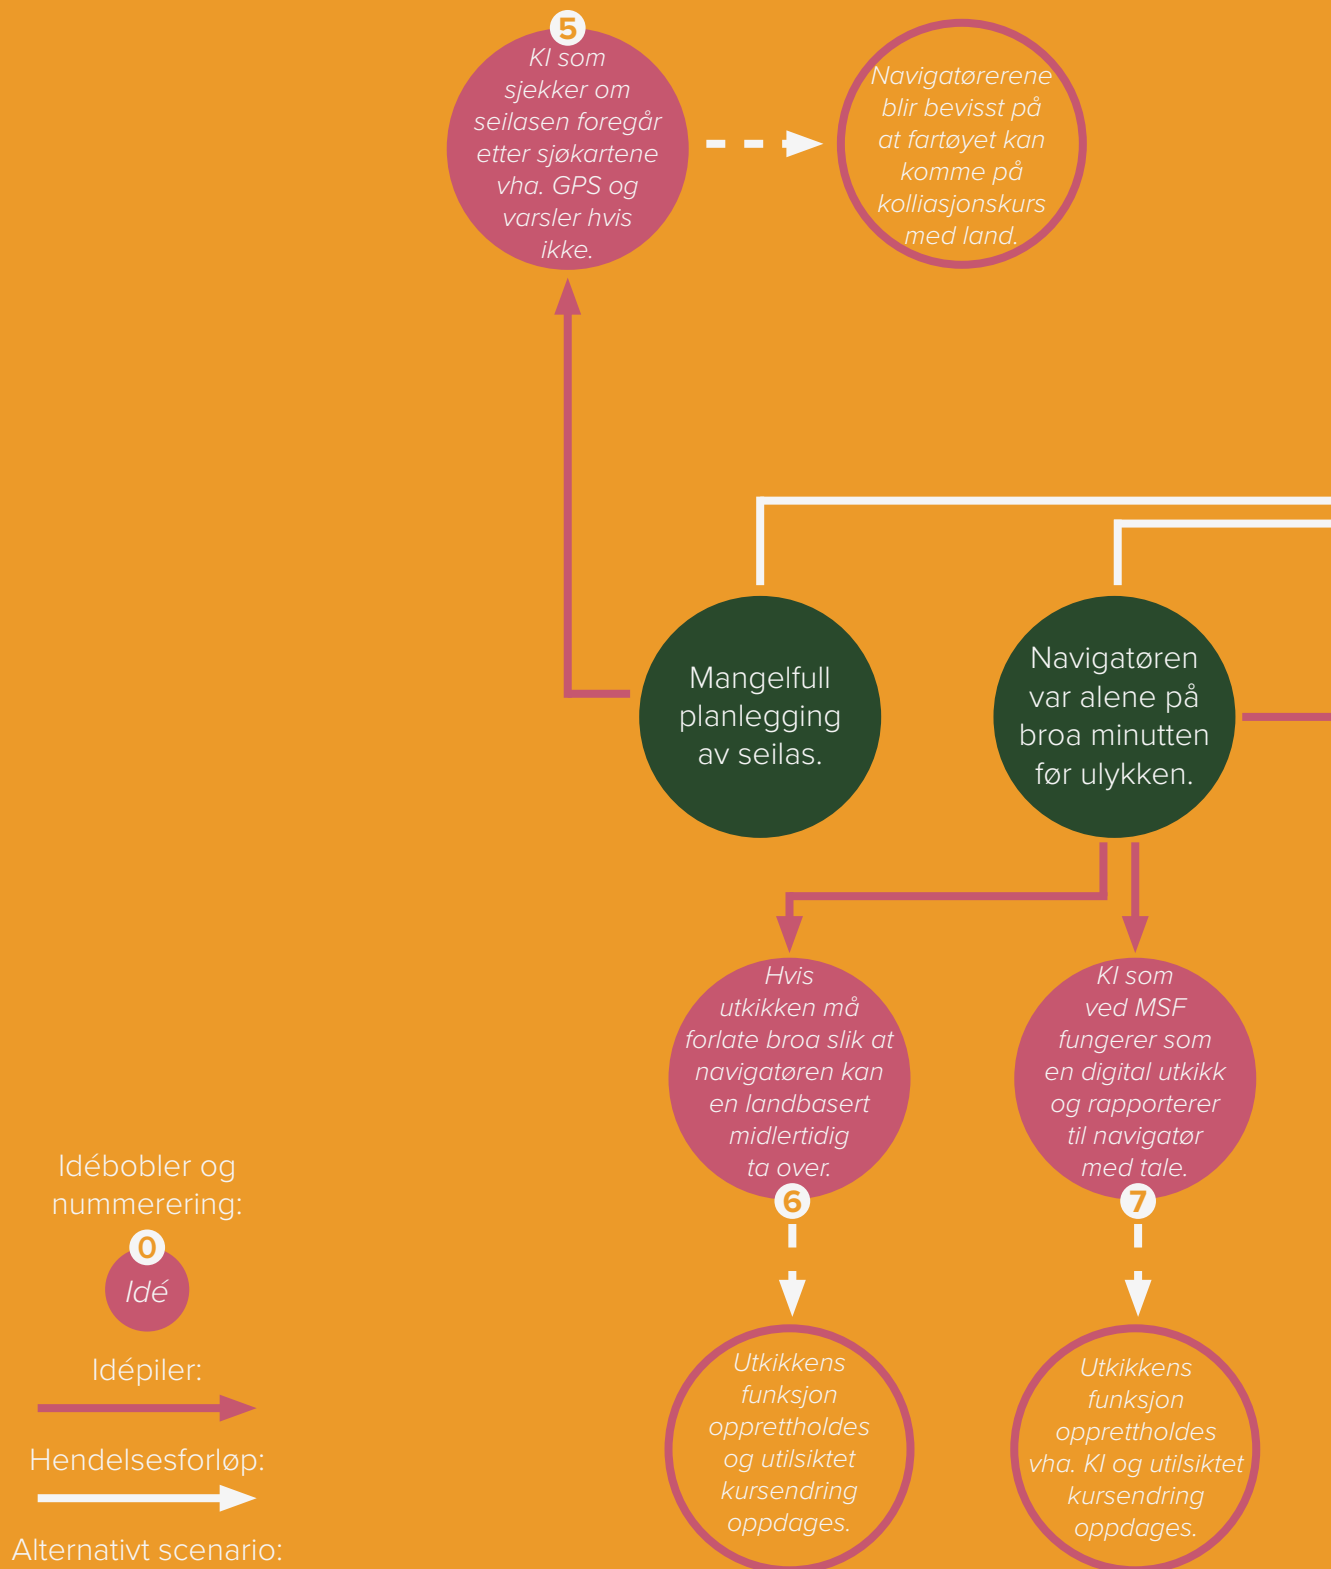 5
KI som
sjekker om
seilasen foregår
etter sjøkartene
vha. GPS og
varsler hvis
ikke.
Navigatørerene
blir bevisst på
at fartøyet kan
komme på
kolliasjonskurs
med land.
Mangelfull
planlegging
av seilas.
Navigatøren
var alene på
broa minutten
før ulykken.
Hvis
utkikken må
forlate broa slik at
navigatøren kan
en landbasert
midlertidig
ta over.
6
KI som
ved MSF
fungerer som
en digital utkikk
og rapporterer
til navigatør
med tale.
7
Utkikkens
funksjon
opprettholdes
og utilsiktet
kursendring
oppdages.
Utkikkens
funksjon
opprettholdes
vha. KI og utilsiktet
kursendring
oppdages.
Idébobler og
nummerering:
0
Idé
Idépiler:
Hendelsesforløp:
Alternativt scenario: